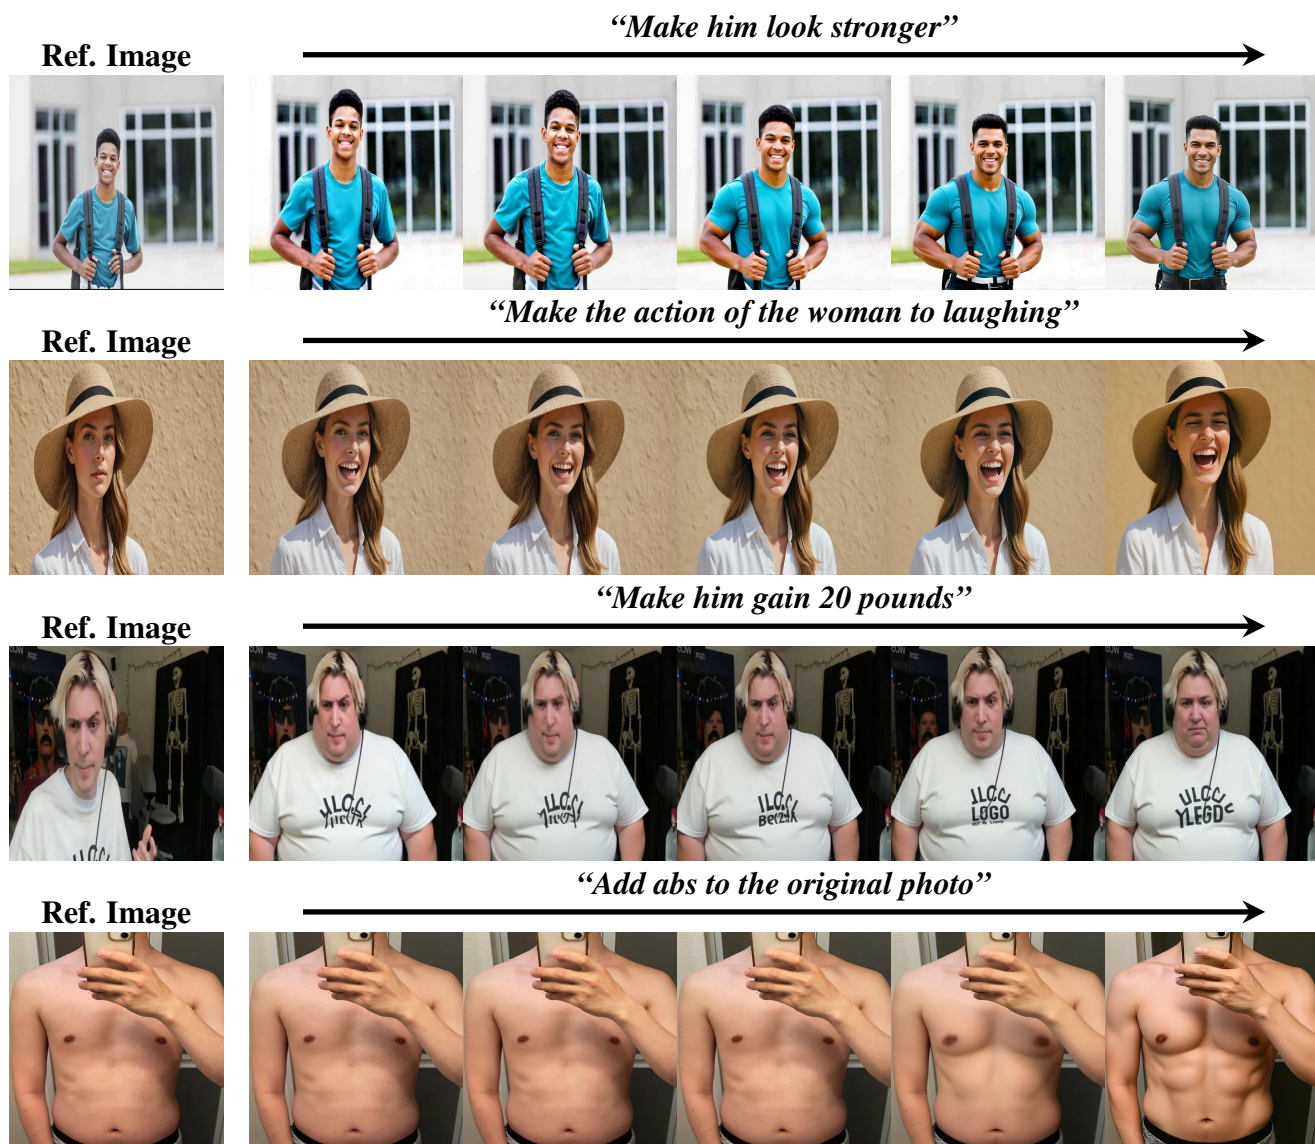 “Make him look stronger”
Ref. Image
“Make the action of the woman to laughing”
Ref. Image
“Make him gain 20 pounds”
Ref. Image
LOGO
“Add abs to the original photo”
Ref. Image